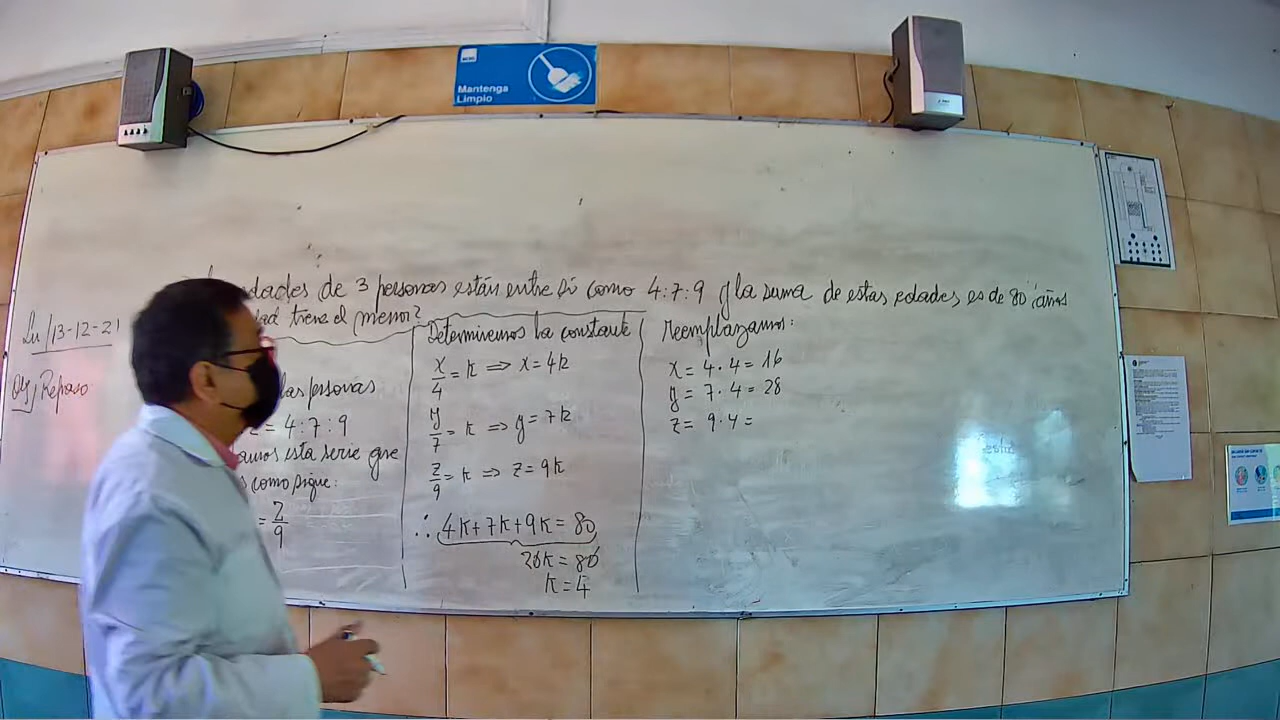 Mantenga
Limpio
edades de 3 personas están entre sí como 4:7:9 y la suma de estas edades es de 80 años
edad tiene el menor?
Lu/13-12-21
Obj/Repaso
las personas
z = 4:7:9
amos esta serie que
s como sigue:
= z/9
Determinemos la constante
x/4 = k ⇒ x = 4k
y/7 = k ⇒ y = 7k
z/9 = k ⇒ z = 9k
∴ 4k+7k+9k = 80
20k = 80
k = 4
Reemplazamos:
x = 4·4 = 16
y = 7·4 = 28
z = 9·4 =